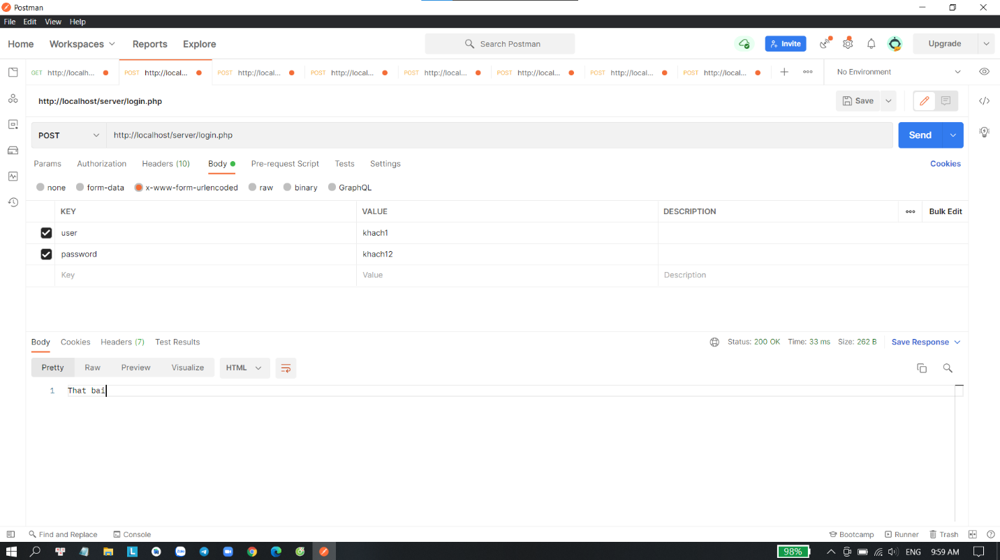 Postman
File Edit View Help
Home Workspaces Reports Explore Search Postman Invite Upgrade
GET http://localh... POST http://local... POST http://local... POST http://local... POST http://local... POST http://local... POST http://local... POST http://local... No Environment
http://localhost/server/login.php Save
POST http://localhost/server/login.php Send
Params Authorization Headers (10) Body Pre-request Script Tests Settings Cookies
none form-data x-www-form-urlencoded raw binary GraphQL
KEY VALUE DESCRIPTION Bulk Edit
user khach1
password khach12
Key Value Description
Body Cookies Headers (7) Test Results Status: 200 OK Time: 33 ms Size: 262 B Save Response
Pretty Raw Preview Visualize HTML
1 That bai
Find and Replace Console Bootcamp Runner Trash
L Zalo 98% ENG 9:59 AM